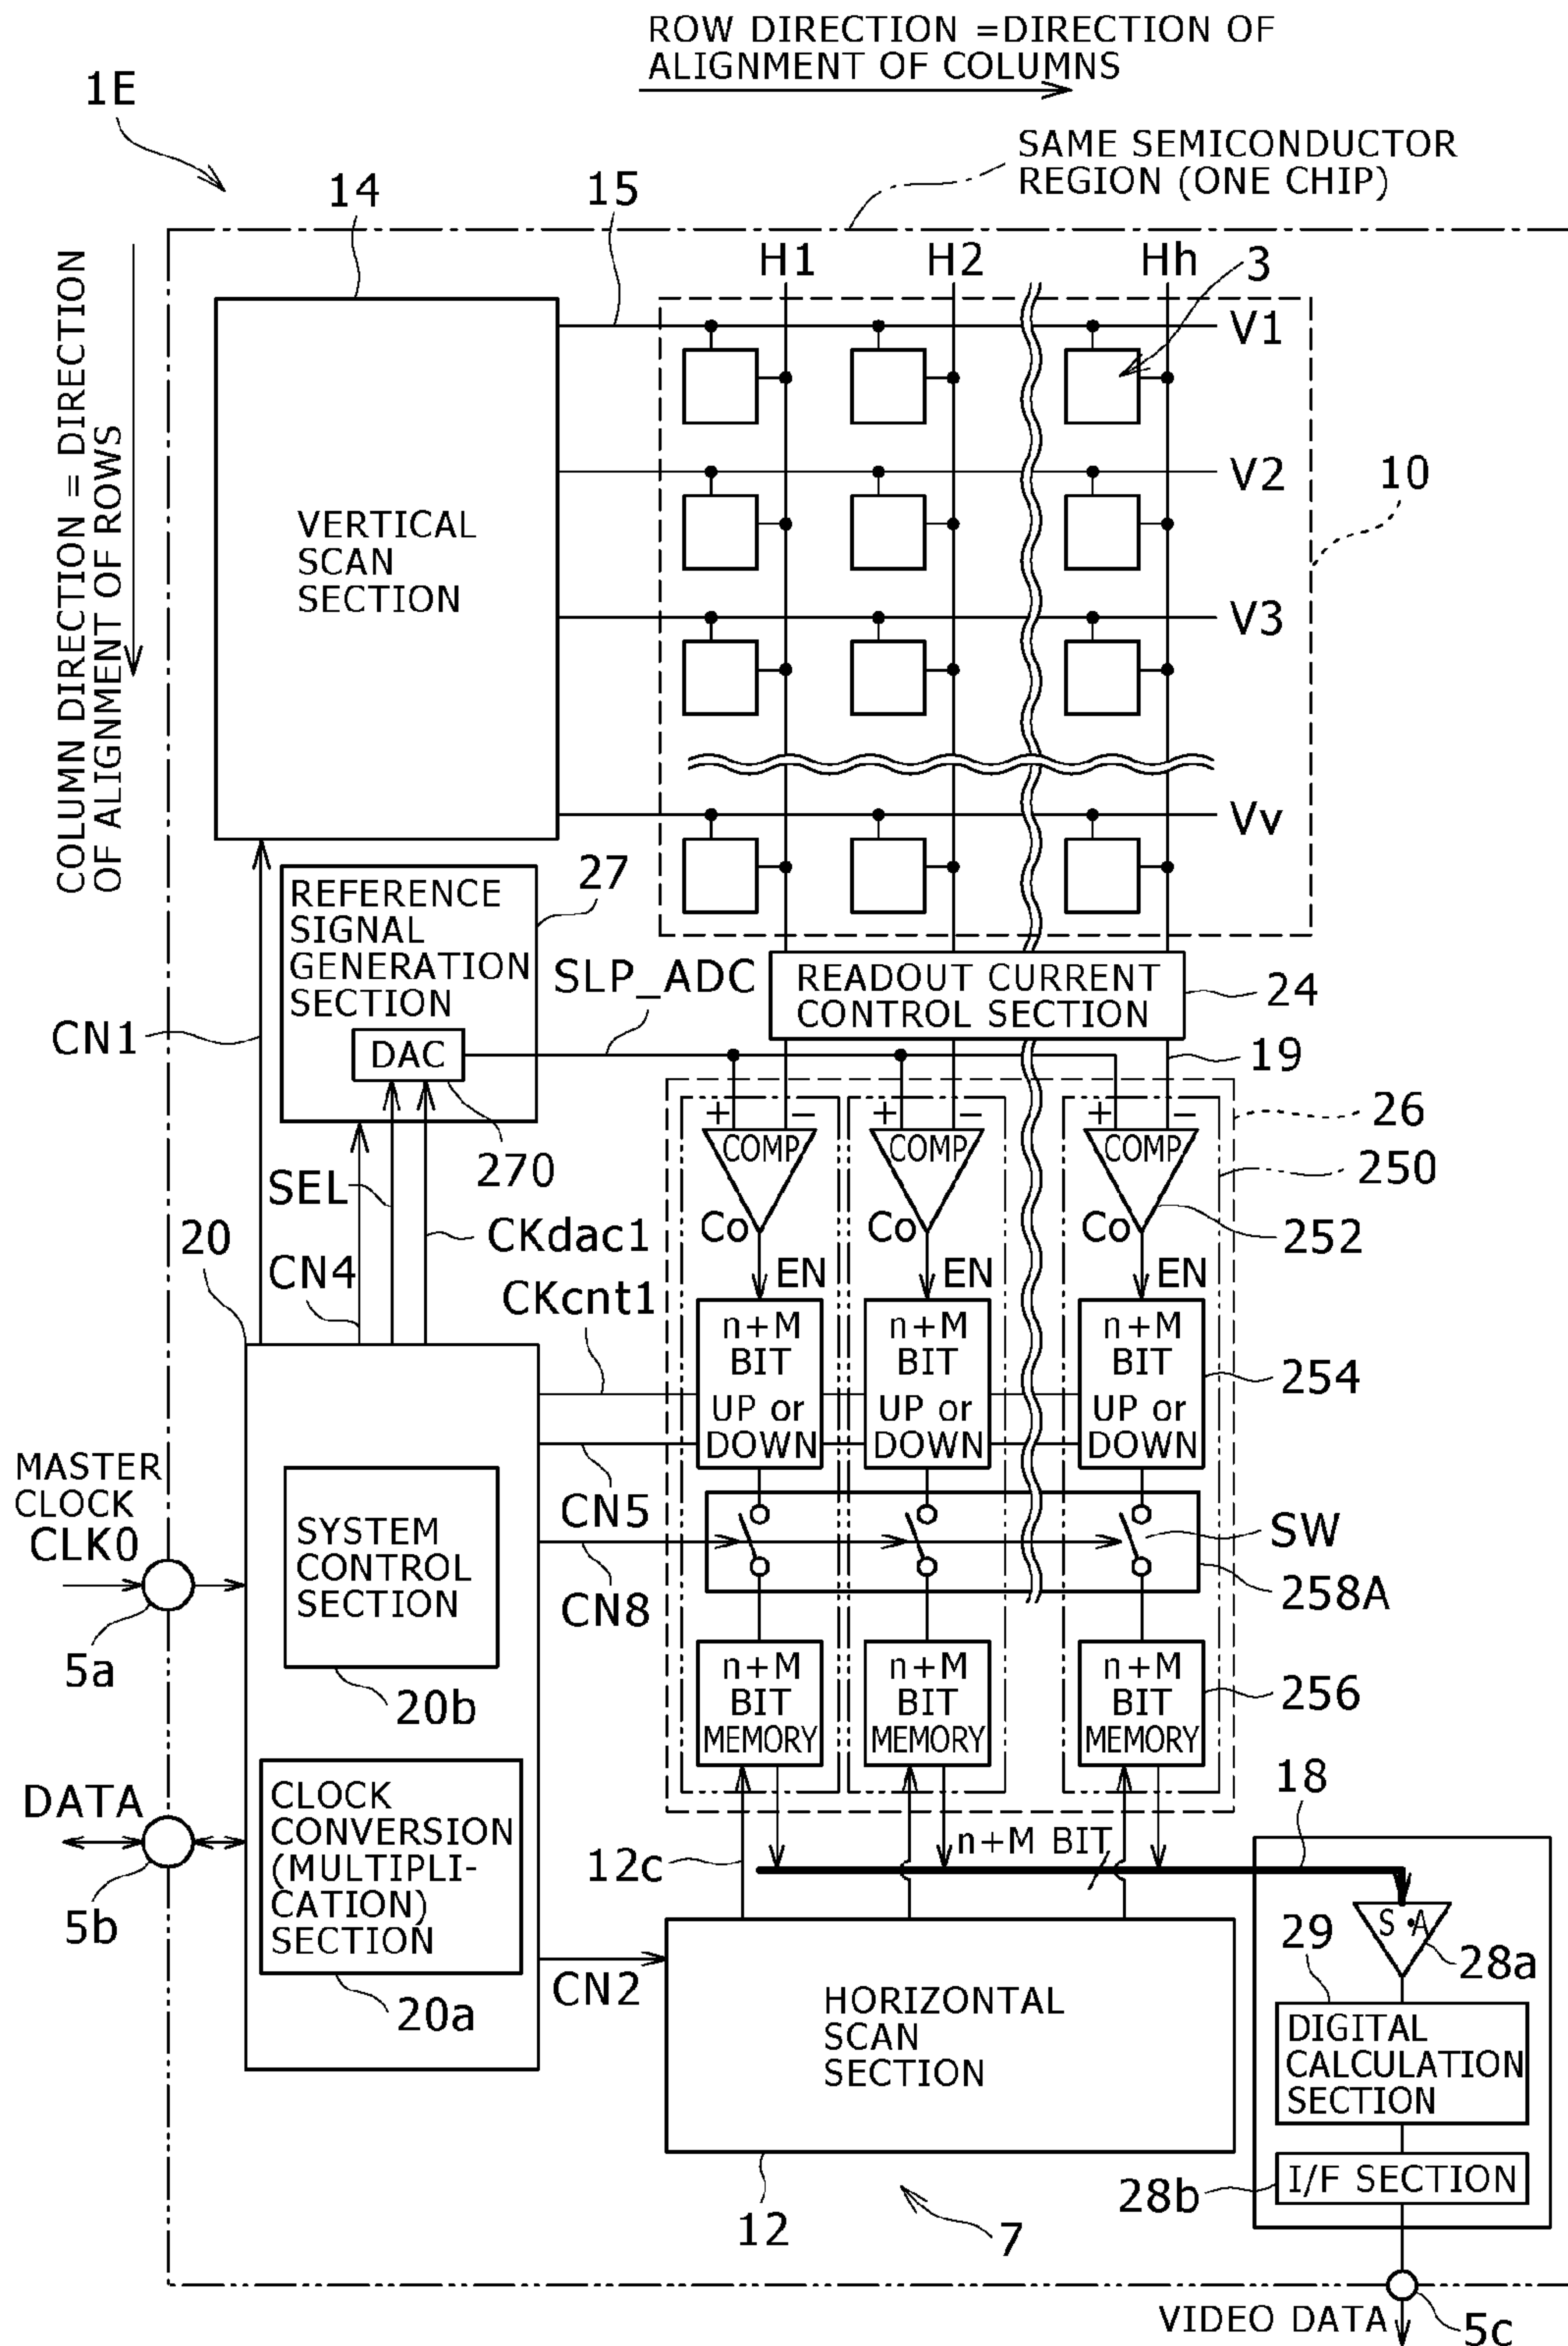 ROW DIRECTION =DIRECTION OF
ALIGNMENT OF COLUMNS
1E
SAME SEMICONDUCTOR
REGION (ONE CHIP)
14
15
H1
H2
Hh
3
COLUMN DIRECTION = DIRECTION
OF ALIGNMENT OF ROWS
V1
V2
10
VERTICAL
SCAN
SECTION
V3
Vv
REFERENCE
SIGNAL
GENERATION
SECTION
27
SLP_ADC
READOUT CURRENT
CONTROL SECTION
24
CN1
DAC
19
+
−
+
−
+
−
26
COMP
COMP
COMP
250
270
SEL
Co
Co
Co
252
20
CKdac1
CN4
EN
EN
EN
CKcnt1
n+M
BIT
UP or
DOWN
n+M
BIT
UP or
DOWN
n+M
BIT
UP or
DOWN
254
MASTER
CLOCK
CLK0
CN5
SYSTEM
CONTROL
SECTION
SW
258A
CN8
5a
20b
n+M
BIT
MEMORY
n+M
BIT
MEMORY
n+M
BIT
MEMORY
256
DATA
CLOCK
CONVERSION
(MULTIPLI-
CATION)
SECTION
18
n+M BIT
12c
5b
S•A
28a
29
20a
CN2
HORIZONTAL
SCAN
SECTION
DIGITAL
CALCULATION
SECTION
I/F SECTION
28b
12
7
VIDEO DATA
5c